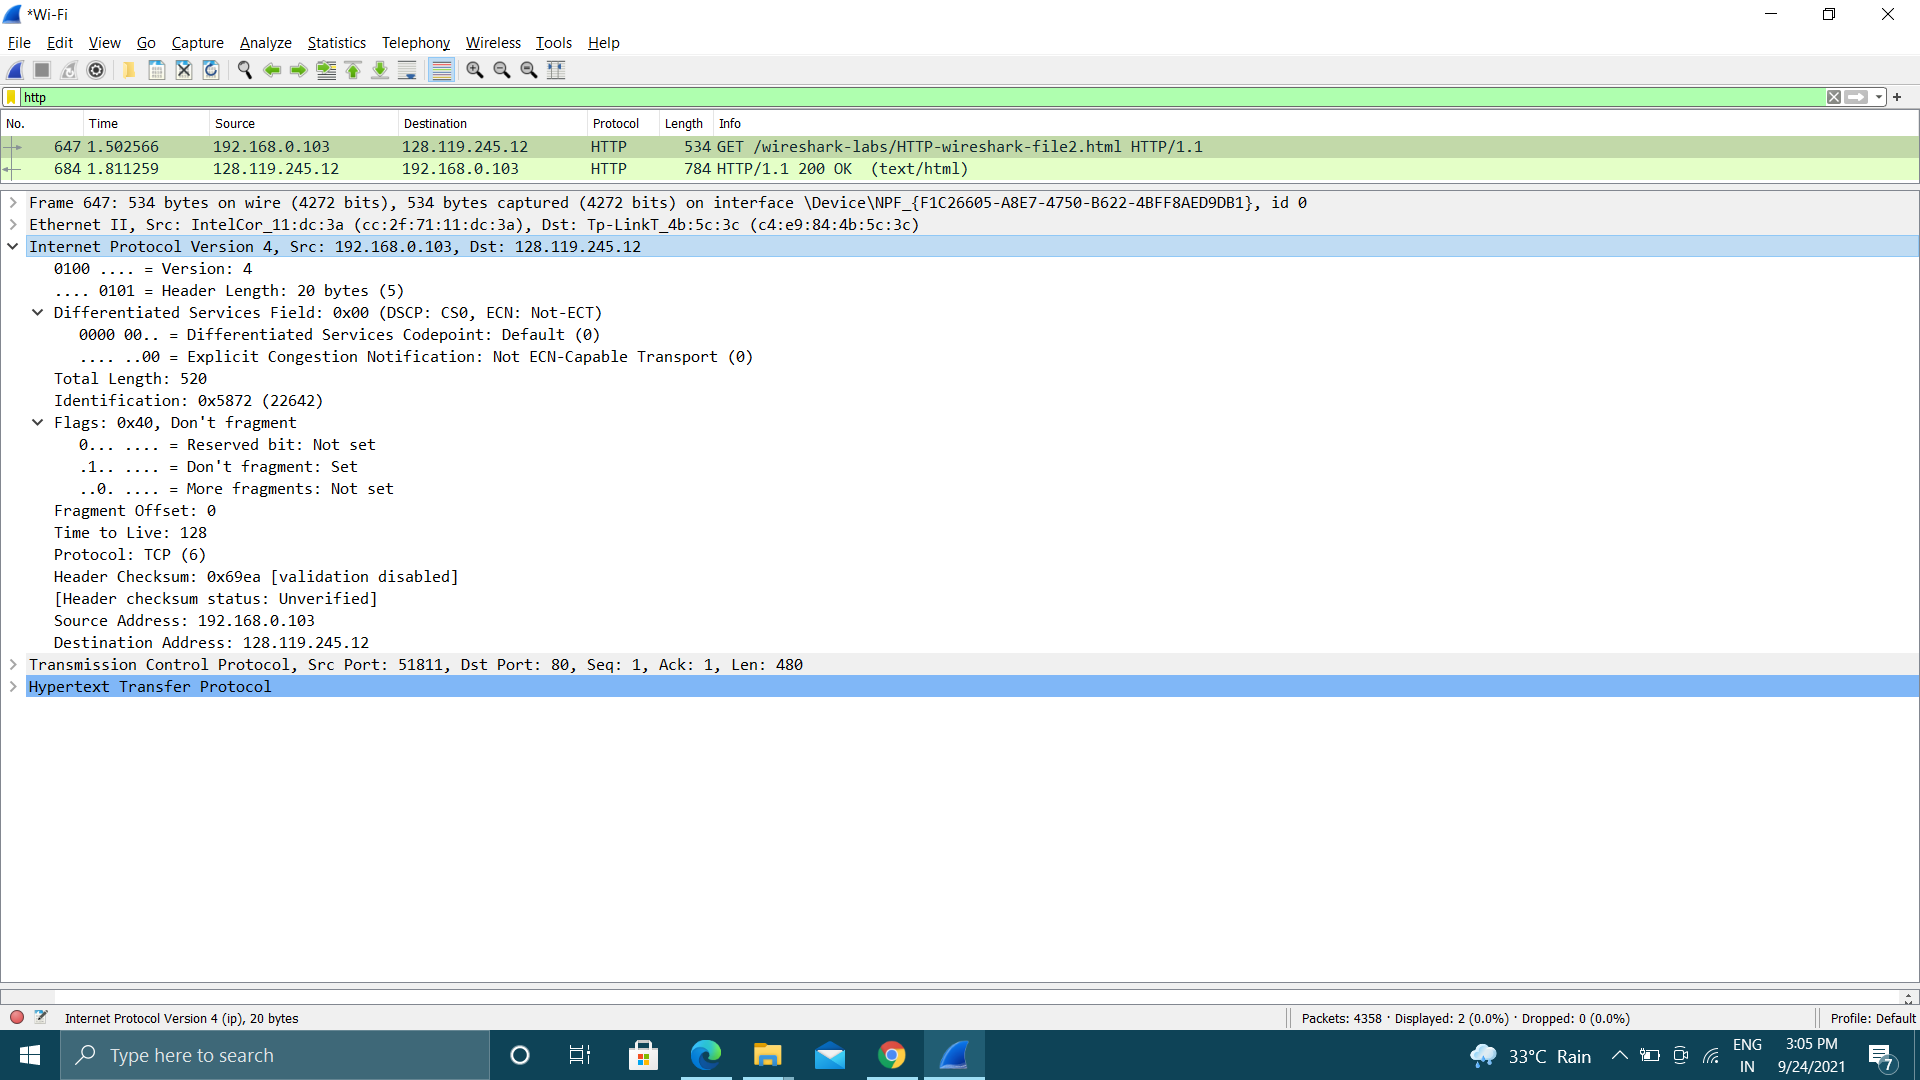 *Wi-Fi
File Edit View Go Capture Analyze Statistics Telephony Wireless Tools Help
http
No. Time Source Destination Protocol Length Info
647 1.502566 192.168.0.103 128.119.245.12 HTTP 534 GET /wireshark-labs/HTTP-wireshark-file2.html HTTP/1.1
684 1.811259 128.119.245.12 192.168.0.103 HTTP 784 HTTP/1.1 200 OK (text/html)
Frame 647: 534 bytes on wire (4272 bits), 534 bytes captured (4272 bits) on interface \Device\NPF_{F1C26605-A8E7-4750-B622-4BFF8AED9DB1}, id 0
Ethernet II, Src: IntelCor_11:dc:3a (cc:2f:71:11:dc:3a), Dst: Tp-LinkT_4b:5c:3c (c4:e9:84:4b:5c:3c)
Internet Protocol Version 4, Src: 192.168.0.103, Dst: 128.119.245.12
0100 .... = Version: 4
.... 0101 = Header Length: 20 bytes (5)
Differentiated Services Field: 0x00 (DSCP: CS0, ECN: Not-ECT)
0000 00.. = Differentiated Services Codepoint: Default (0)
.... ..00 = Explicit Congestion Notification: Not ECN-Capable Transport (0)
Total Length: 520
Identification: 0x5872 (22642)
Flags: 0x40, Don't fragment
0... .... = Reserved bit: Not set
.1.. .... = Don't fragment: Set
..0. .... = More fragments: Not set
Fragment Offset: 0
Time to Live: 128
Protocol: TCP (6)
Header Checksum: 0x69ea [validation disabled]
[Header checksum status: Unverified]
Source Address: 192.168.0.103
Destination Address: 128.119.245.12
Transmission Control Protocol, Src Port: 51811, Dst Port: 80, Seq: 1, Ack: 1, Len: 480
Hypertext Transfer Protocol
Internet Protocol Version 4 (ip), 20 bytes Packets: 4358 · Displayed: 2 (0.0%) · Dropped: 0 (0.0%) Profile: Default
Type here to search 33°C Rain ENG IN 3:05 PM 9/24/2021 7